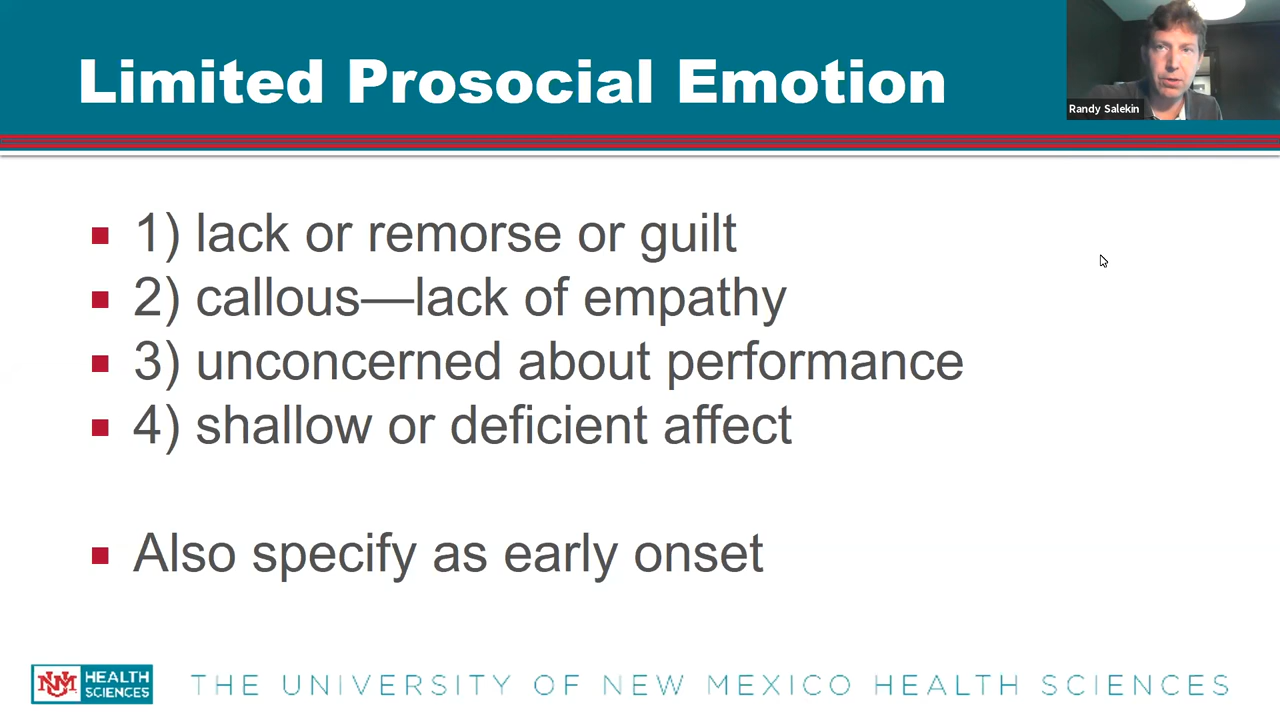 Limited Prosocial Emotion
Randy Salekin
1) lack or remorse or guilt
2) callous—lack of empathy
3) unconcerned about performance
4) shallow or deficient affect
Also specify as early onset
UNM HEALTH SCIENCES
THE UNIVERSITY OF NEW MEXICO HEALTH SCIENCES